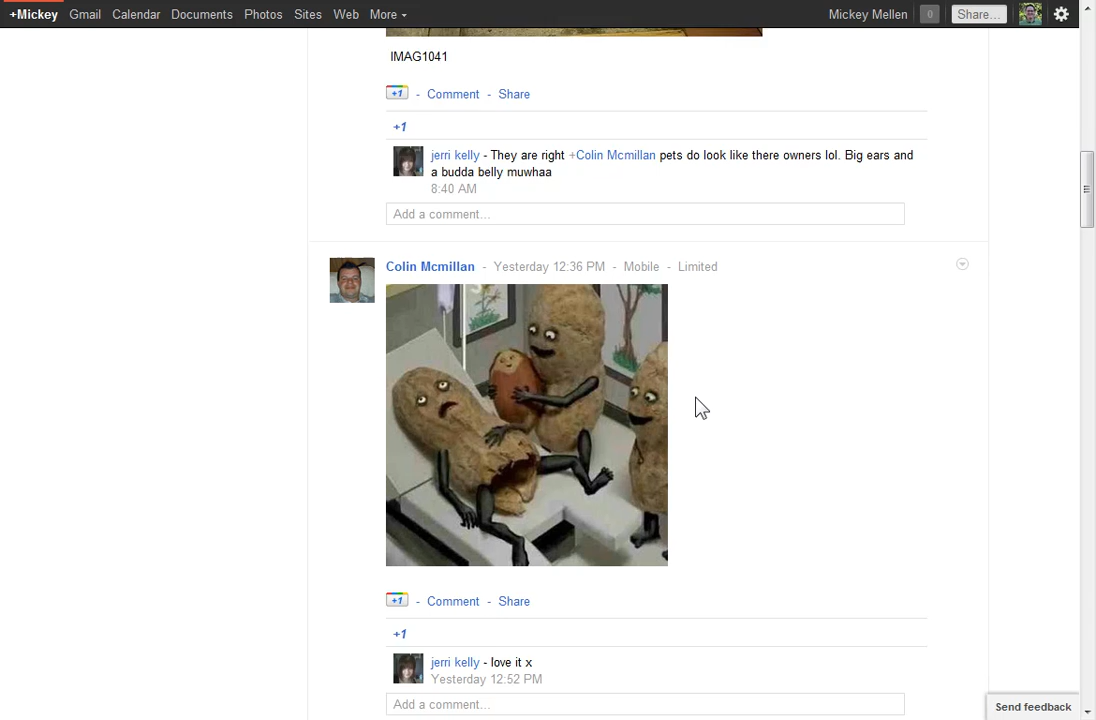 +Mickey Gmail Calendar Documents Photos Sites Web More Mickey Mellen 0 Share...
IMAG1041
+1 - Comment - Share
+1
jerri kelly - They are right +Colin Mcmillan pets do look like there owners lol. Big ears and
a budda belly muwhaa
8:40 AM
Add a comment...
Colin Mcmillan - Yesterday 12:36 PM - Mobile - Limited
+1 - Comment - Share
+1
jerri kelly - love it x
Yesterday 12:52 PM
Add a comment...
Send feedback